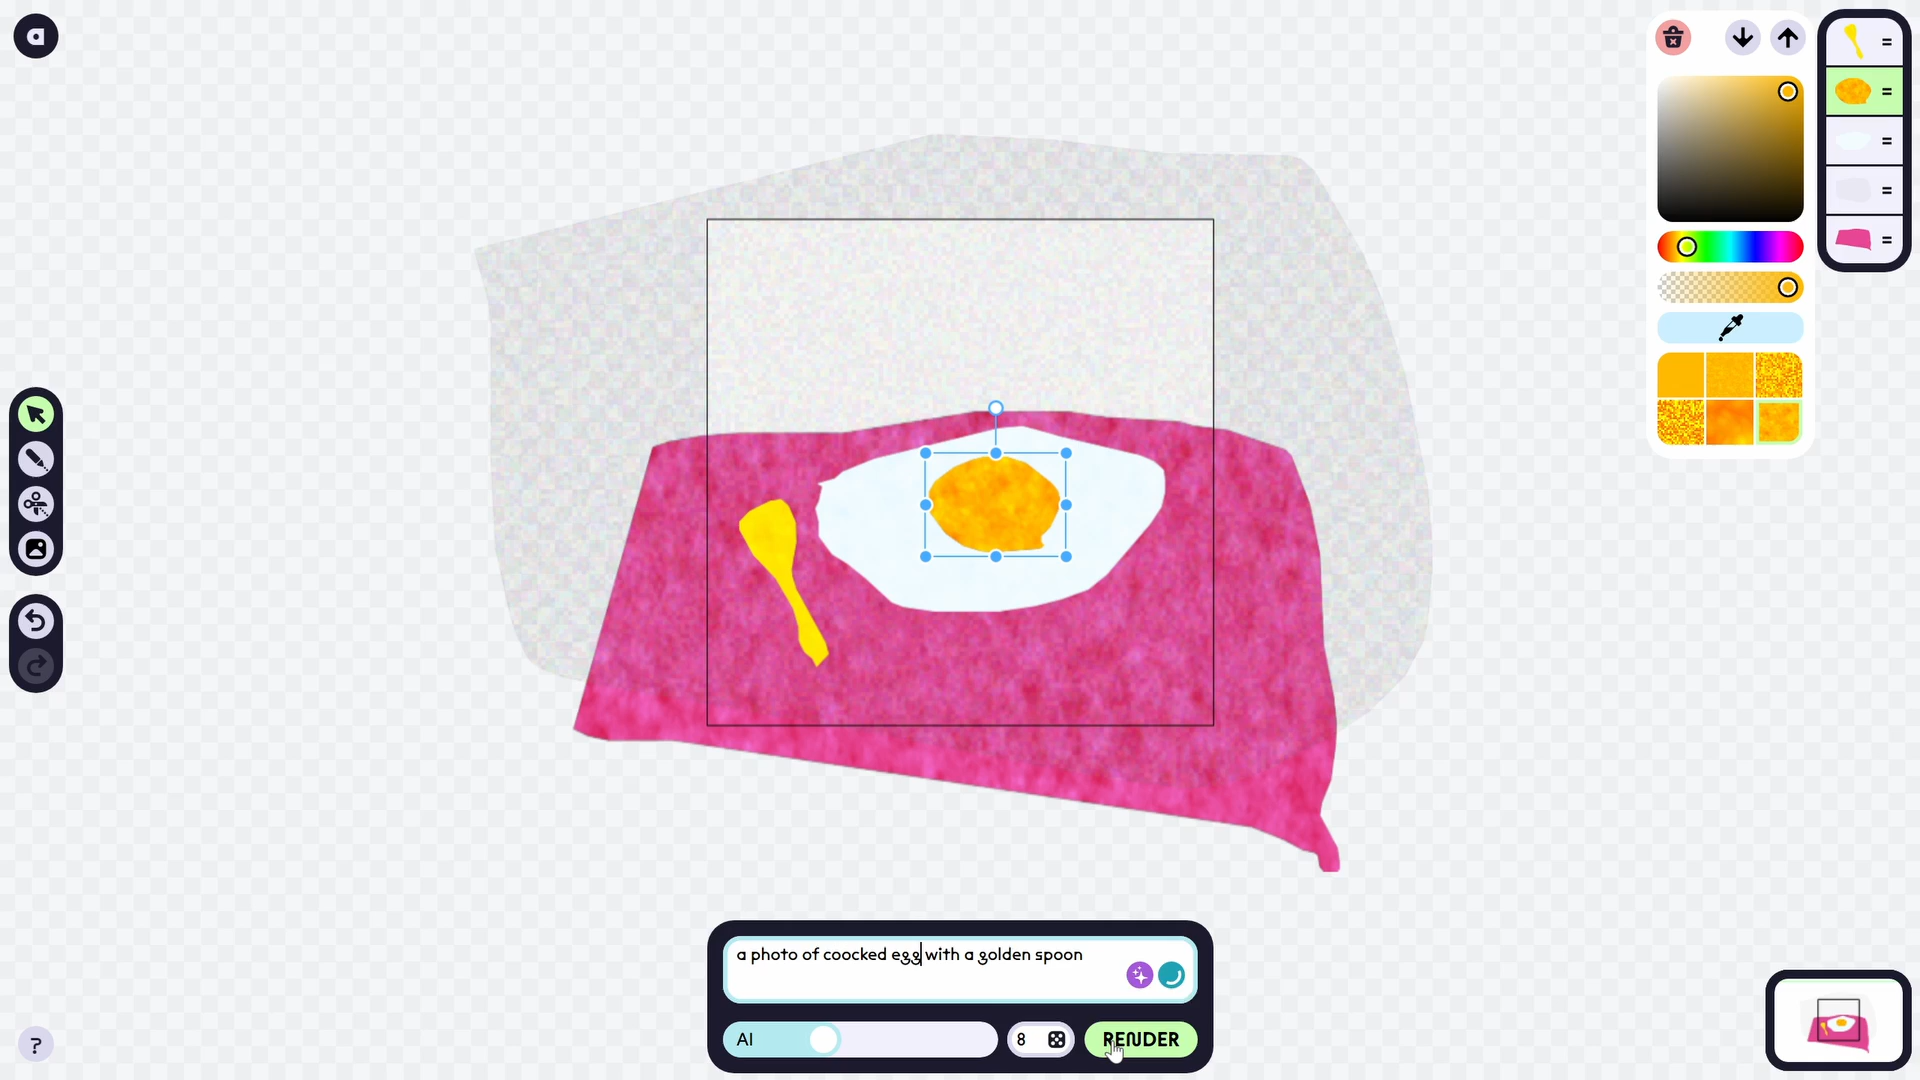 a
=
=
=
=
=
a photo of coocked egg with a golden spoon
AI
8
RENDER
?